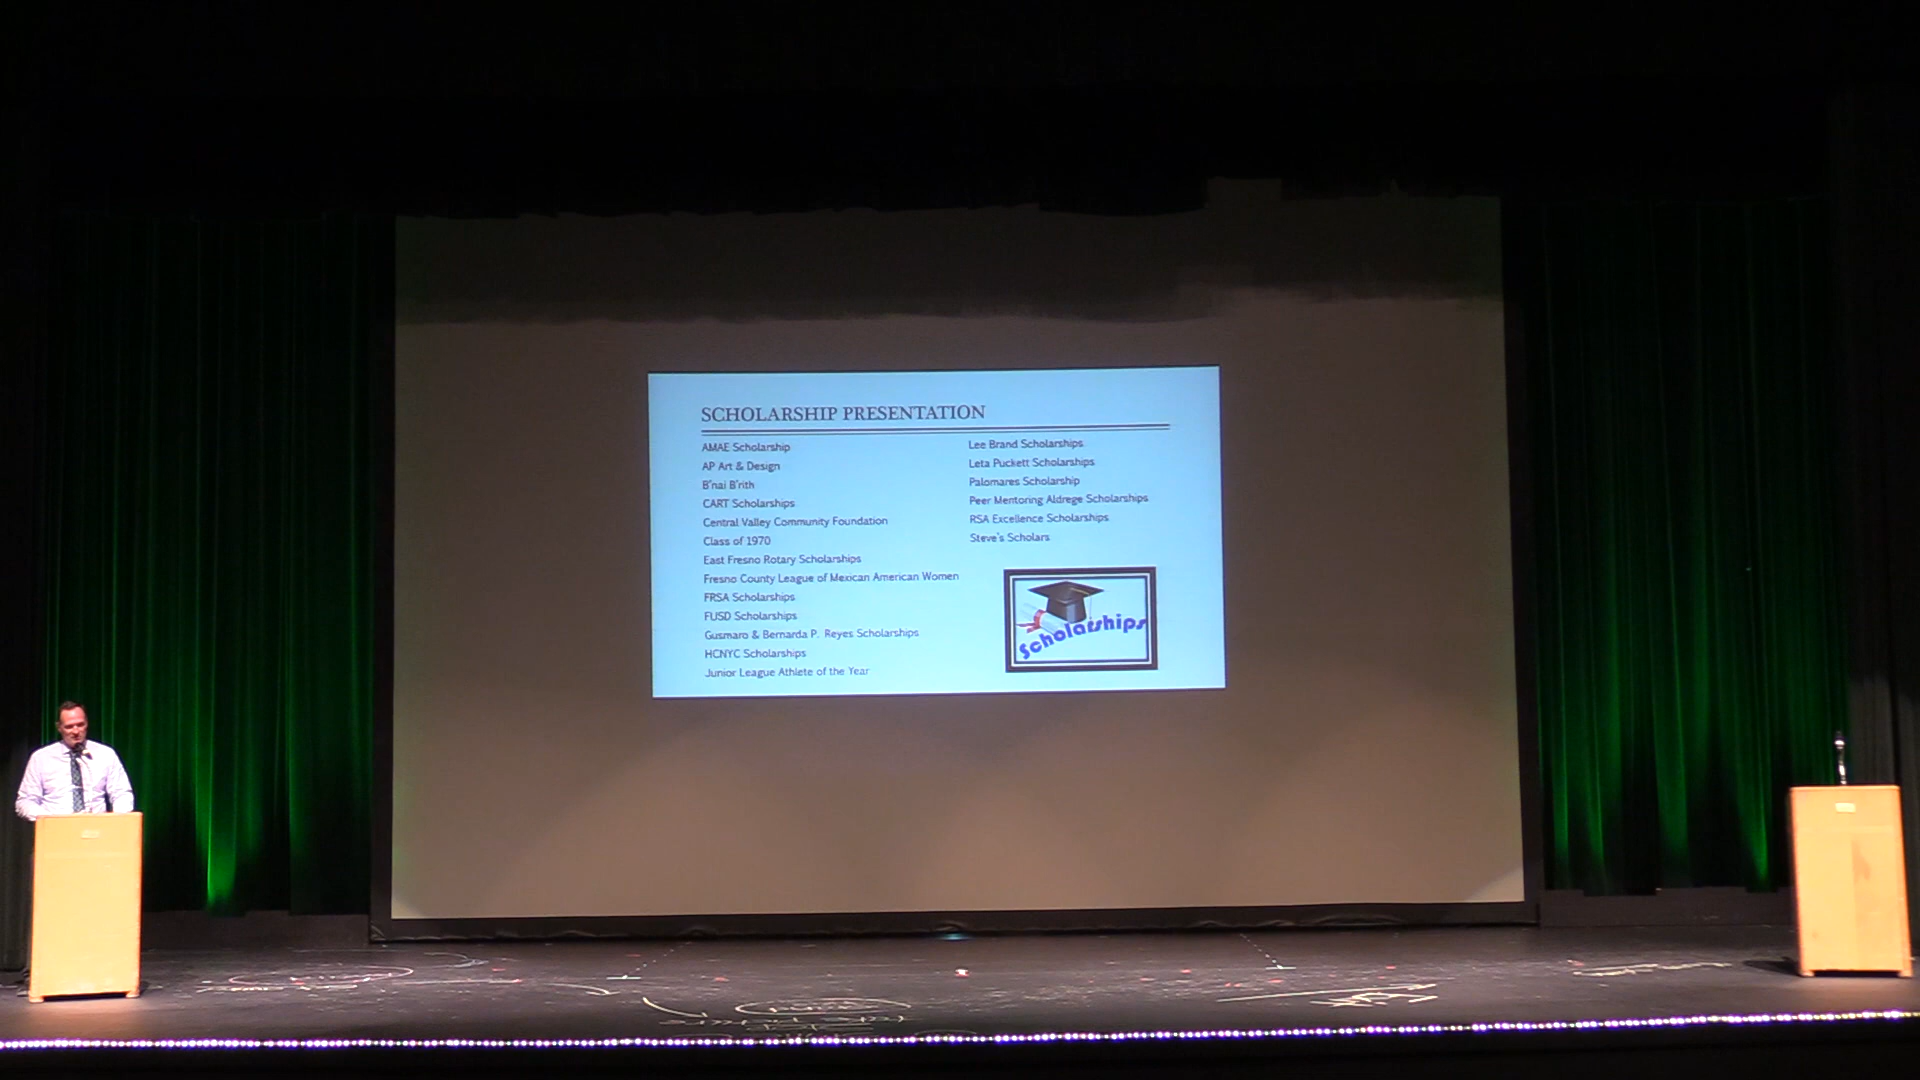 SCHOLARSHIP PRESENTATION
AMAE Scholarship
AP Art & Design
B'nai B'rith
CART Scholarships
Central Valley Community Foundation
Class of 1970
East Fresno Rotary Scholarships
Fresno County League of Mexican American Women
FRSA Scholarships
FUSD Scholarships
Gusmaro & Bernarda P. Reyes Scholarships
HCNYC Scholarships
Junior League Athlete of the Year
Lee Brand Scholarships
Leta Puckett Scholarships
Palomares Scholarship
Peer Mentoring Aldrege Scholarships
RSA Excellence Scholarships
Steve's Scholars
Scholarships